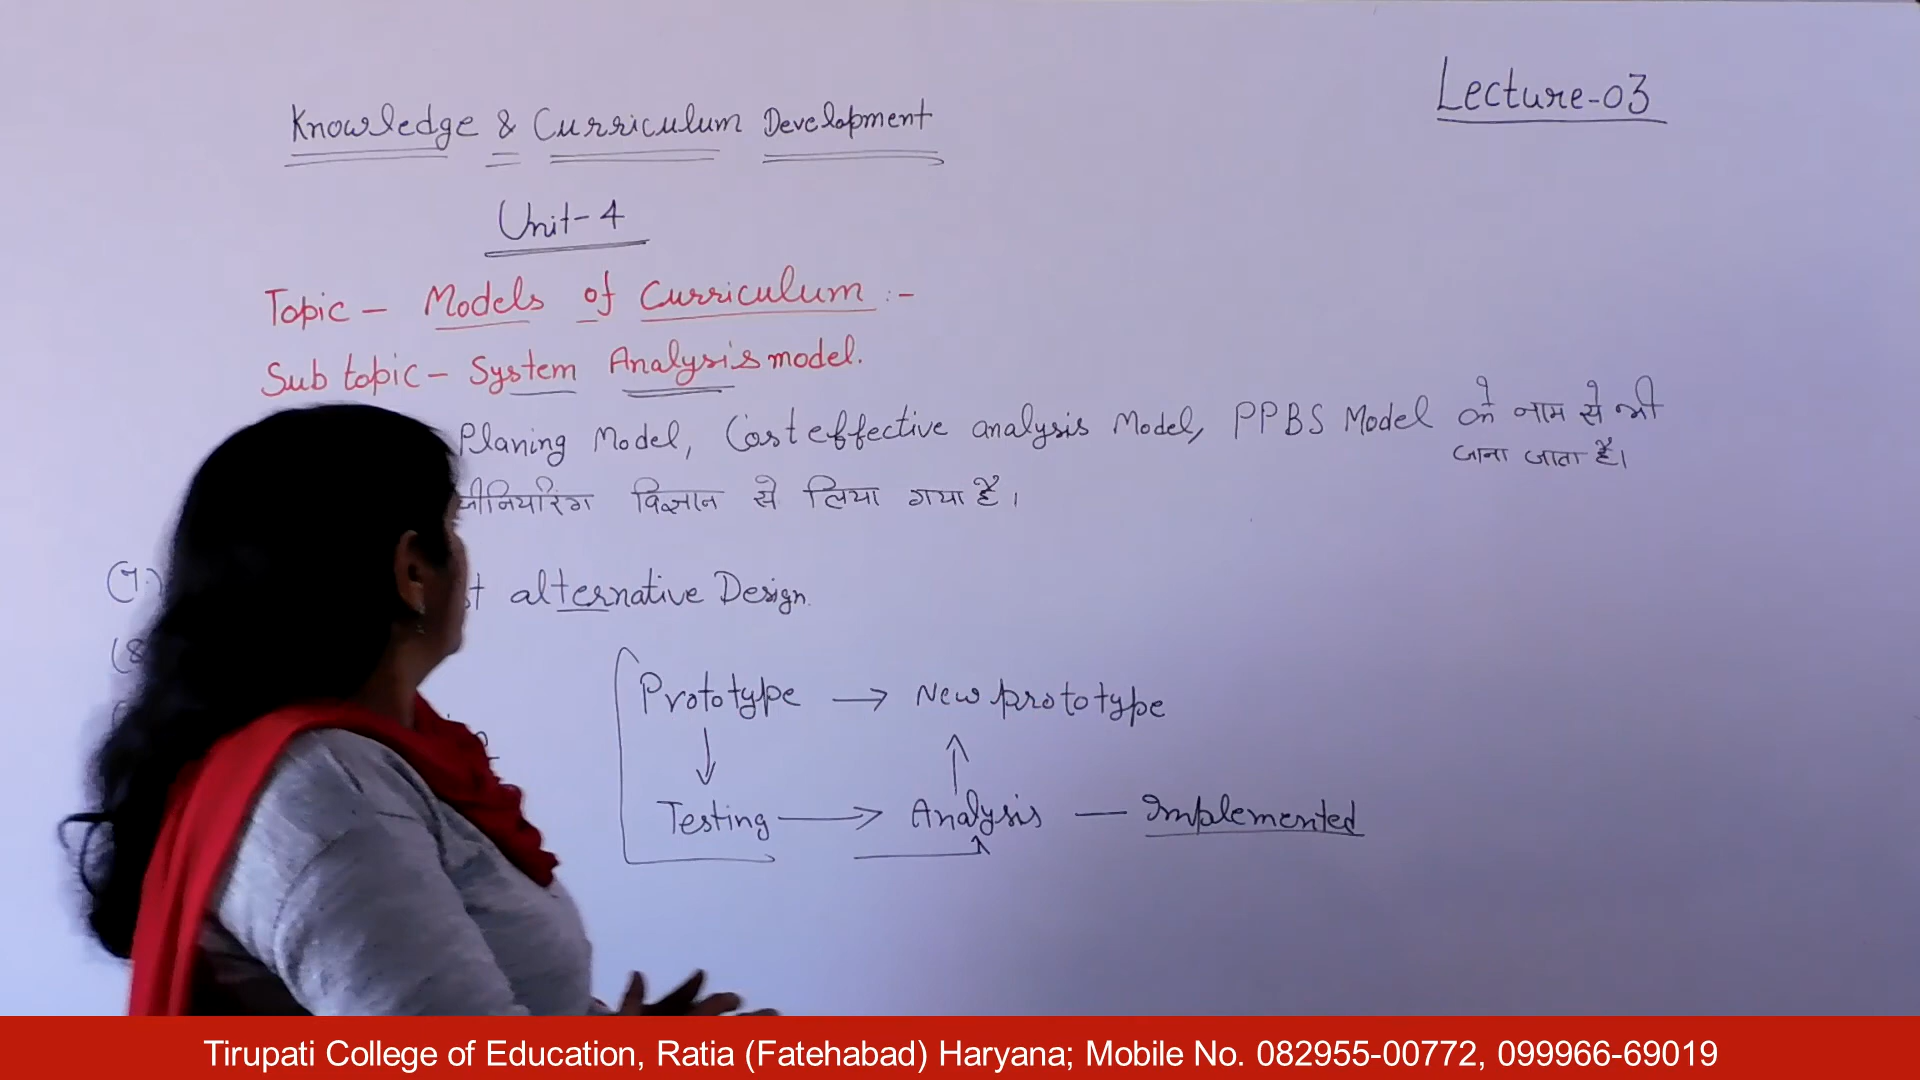 Lecture-03
Knowledge & Curriculum Development
Unit-4
Topic - Models of Curriculum :-
Sub topic - System Analysis model.
Planing Model, Cost effective analysis Model, PPBS Model के नाम से भी
जाना जाता है।
विज्ञान से लिया गया है।
(7.) alternative Design.
(8
Prototype → New prototype
↓ ↑
Testing → Analysis — Implemented
Tirupati College of Education, Ratia (Fatehabad) Haryana; Mobile No. 082955-00772, 099966-69019